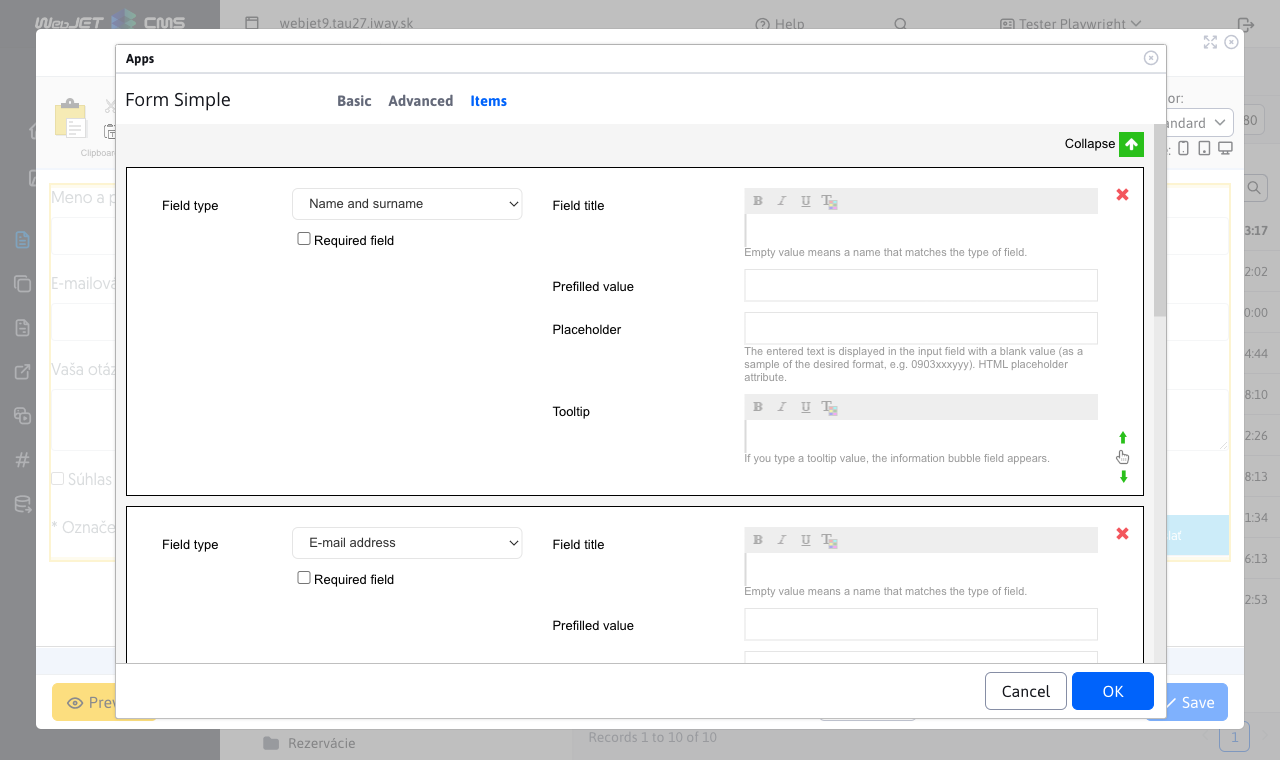 WebJET CMS
webjet9.tau27.iway.sk
Help
Tester Playwright
Apps
Form Simple
Basic
Advanced
Items
or:
andard
80
Clipboar
Collapse
Meno a p
E-mailová
Vaša otáz
Súhlas
* Označe
Field type
Name and surname
Required field
Field title
B I U T
Empty value means a name that matches the type of field.
Prefilled value
Placeholder
The entered text is displayed in the input field with a blank value (as a
sample of the desired format, e.g. 0903xxxyyy). HTML placeholder
attribute.
Tooltip
B I U T
If you type a tooltip value, the information bubble field appears.
Field type
E-mail address
Required field
Field title
B I U T
Empty value means a name that matches the type of field.
Prefilled value
3:17
2:02
0:00
4:44
8:10
2:26
8:13
1:34
6:13
2:53
lať
Cancel
OK
Prev
Save
Rezervácie
Records 1 to 10 of 10
1